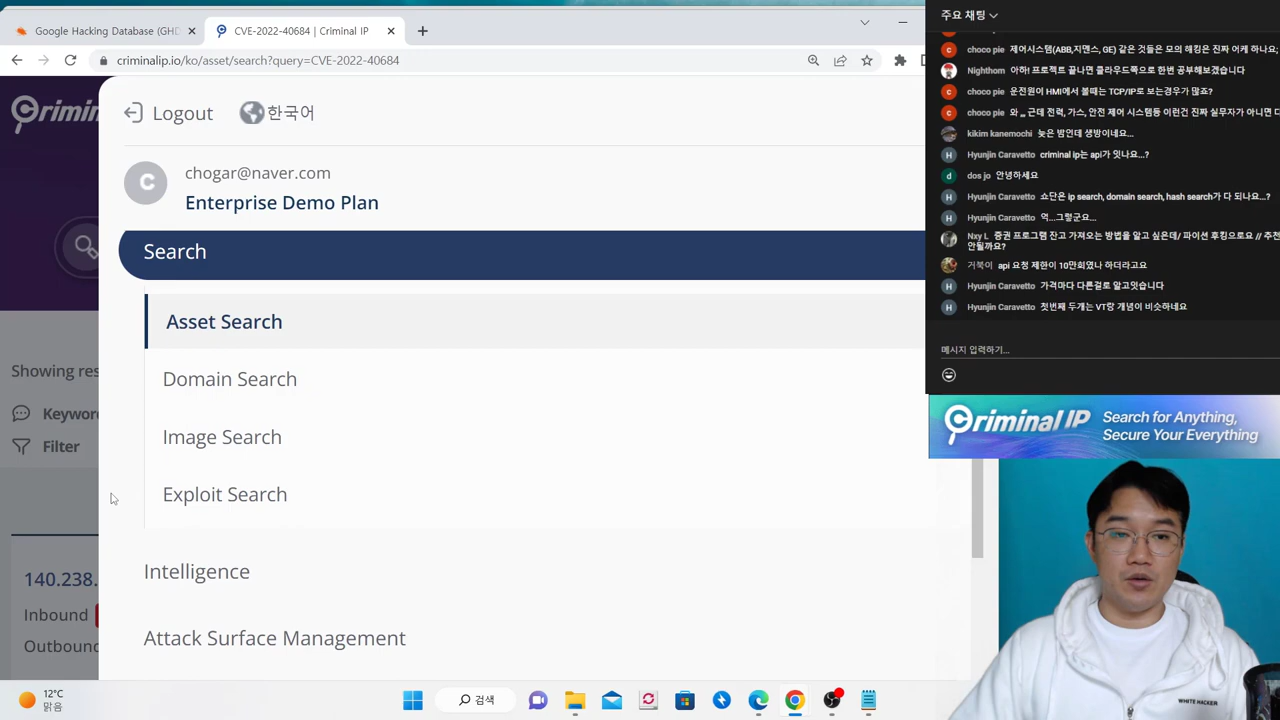 Google Hacking Database (GHD
CVE-2022-40684 | Criminal IP
criminalip.io/ko/asset/search?query=CVE-2022-40684
Crimin
Logout
한국어
C
chogar@naver.com
Enterprise Demo Plan
Search
Asset Search
Domain Search
Image Search
Exploit Search
Intelligence
Attack Surface Management
Showing res
Keyword
Filter
140.238.
Inbound
Outbound
주요 채팅
choco pie 제어시스템(ABB,지멘스, GE) 같은 것들은 모의 해킹은 진짜 어케 하나요;
Nighthorn 아하! 프로젝트 끝나면 클라우드쪽으로 한번 공부해보겠습니다
choco pie 운전원이 HMI에서 볼때는 TCP/IP로 보는경우가 많죠?
choco pie 와 ,, 근데 전력, 가스, 안전 제어 시스템등 이런건 진짜 실무자가 아니면 다
kikim kanemochi 늦은 밤인데 생방이네요...
Hyunjin Caravetto criminal ip는 api가 잇나요...?
dos jo 안녕하세요
Hyunjin Caravetto 쇼단은 ip search, domain search, hash search가 다 되나요...?
Hyunjin Caravetto 억...그렇군요...
Nxy L 증권 프로그램 잔고 가져오는 방법을 알고 싶은데/ 파이션 후킹으로요 // 추천
안될까요?
거북이 api 요청 제한이 10만회였나 하더라고요
Hyunjin Caravetto 가격마다 다른걸로 알고잇습니다
Hyunjin Caravetto 첫번째 두개는 VT랑 개념이 비슷하네요
메시지 입력하기...
Criminal IP
Search for Anything,
Secure Your Everything
WHITE HACKER
12°C
맑음
검색